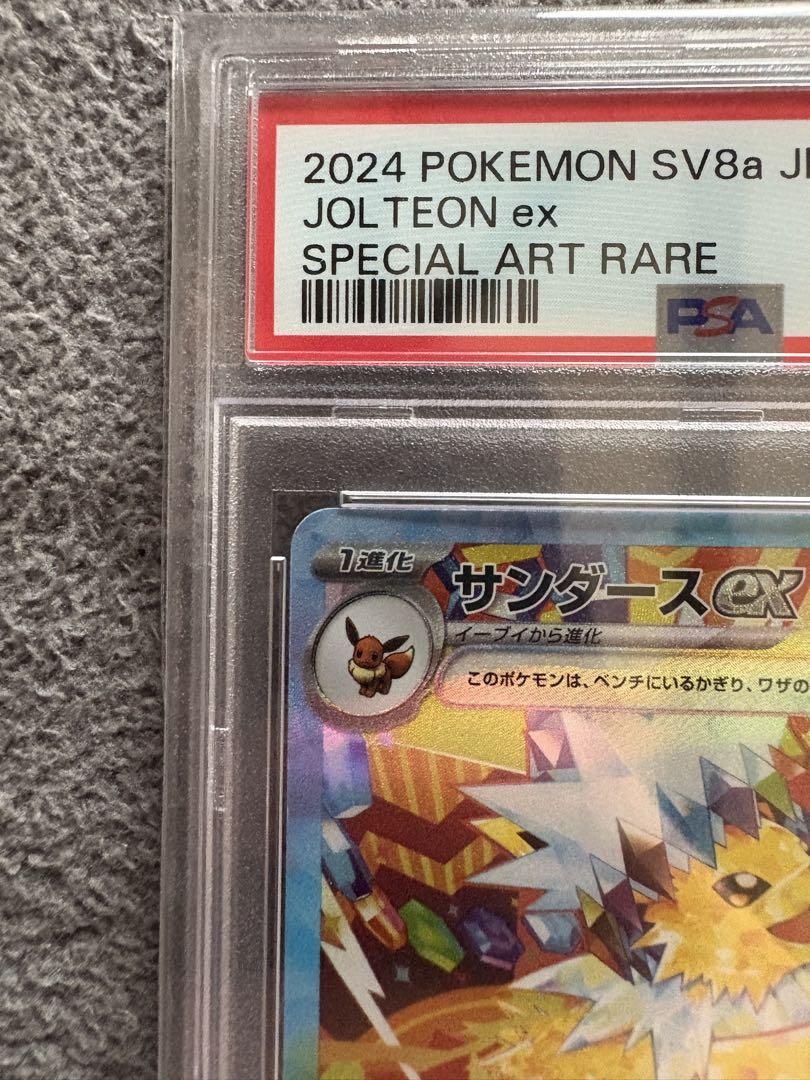 2024 POKEMON SV8a
JOLTEON ex
SPECIAL ART RARE
PSA
1進化
サンダースex
イーブイから進化
このポケモンは、ベンチにいるかぎり、ワザの